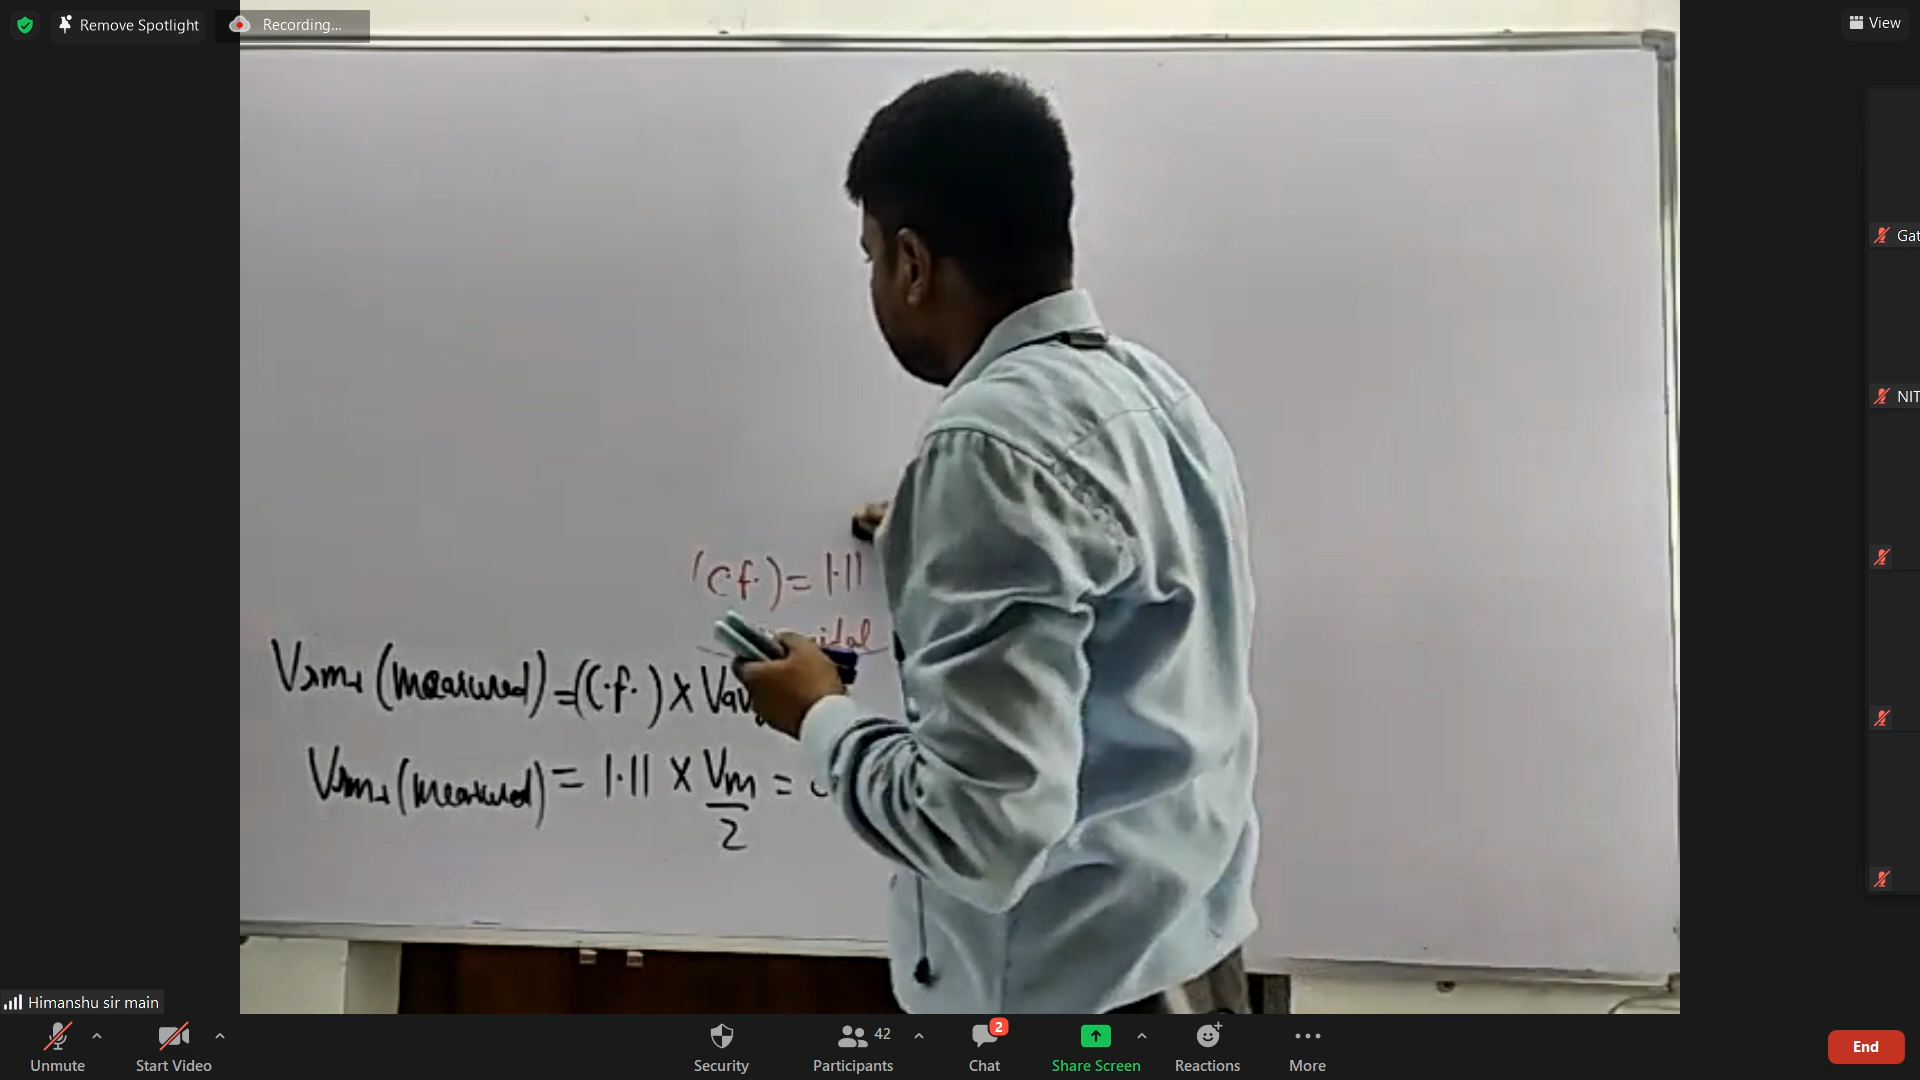 Remove Spotlight
Recording...
View
(c.f.) = 1.11
Vrms (measured) = (c.f.) X Vav
Vrms (measured) = 1.11 X Vm/2 =
Gat
NIT
Himanshu sir main
Unmute
Start Video
Security
42
Participants
2
Chat
Share Screen
Reactions
More
End